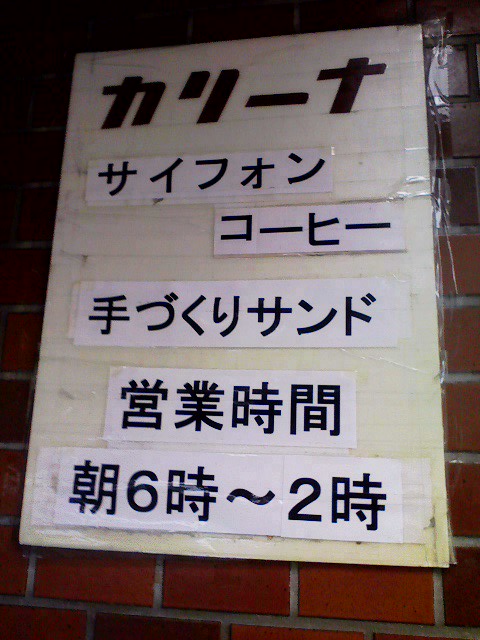 カリーナ
サイフォン
コーヒー
手づくりサンド
営業時間
朝6時～2時